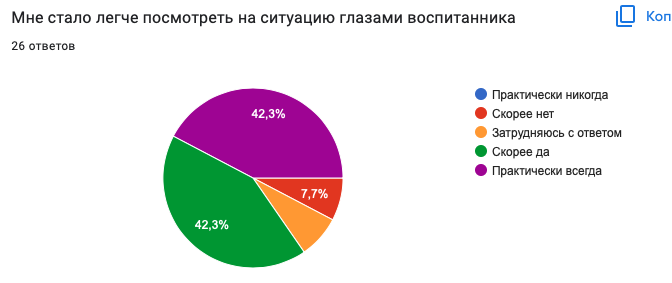 Мне стало легче посмотреть на ситуацию глазами воспитанника
Коп
26 ответов
Практически никогда
Скорее нет
Затрудняюсь с ответом
Скорее да
Практически всегда
42,3%
7,7%
42,3%